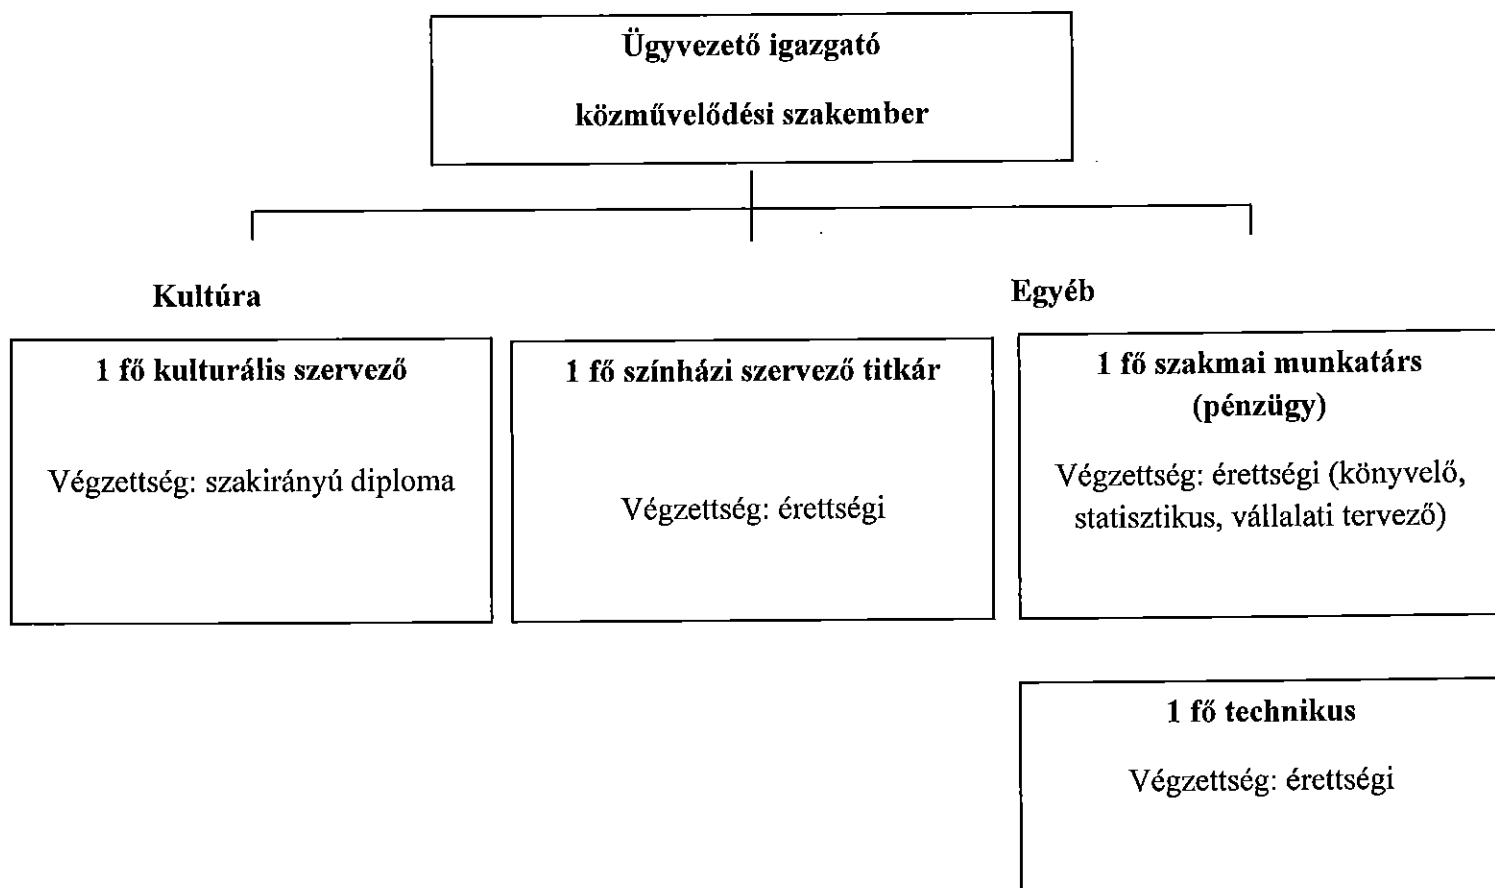 Ügyvezető igazgató
közművelődési szakember
Kultúra
Egyéb
1 fő kulturális szervező
Végzettség: szakirányú diploma
1 fő színházi szervező titkár
Végzettség: érettségi
1 fő szakmai munkatárs
(pénzügy)
Végzettség: érettségi (könyvelő,
statisztikus, vállalati tervező)
1 fő technikus
Végzettség: érettségi